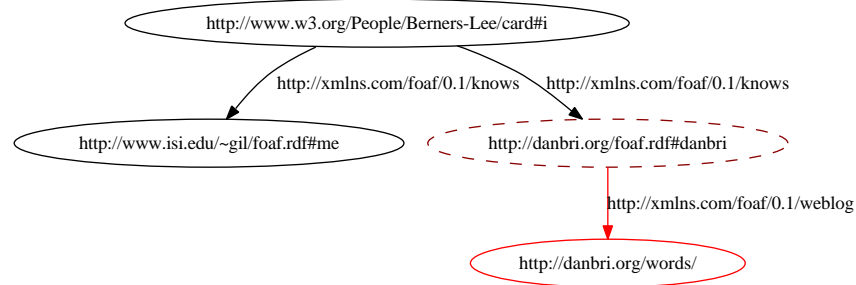 http://www.w3.org/People/Berners-Lee/card#i
http://xmlns.com/foaf/0.1/knows
http://xmlns.com/foaf/0.1/knows
http://www.isi.edu/~gil/foaf.rdf#me
http://danbri.org/foaf.rdf#danbri
http://xmlns.com/foaf/0.1/weblog
http://danbri.org/words/